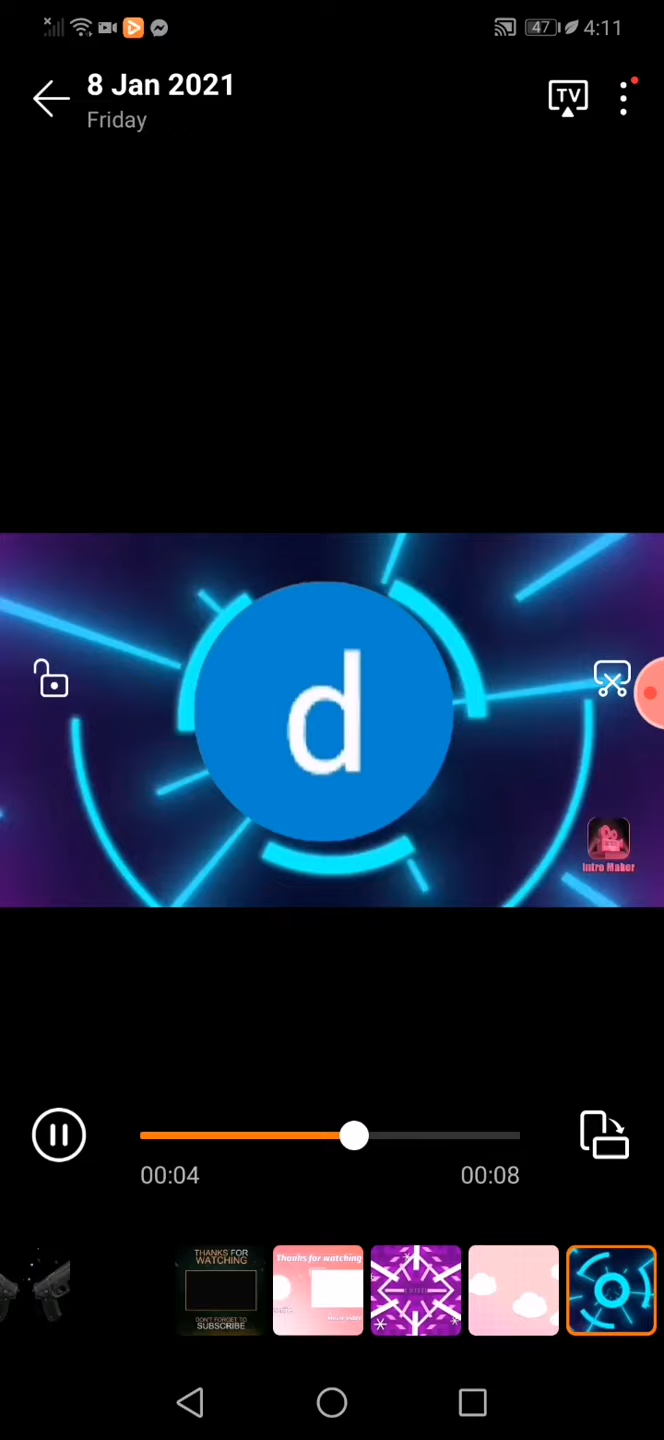 47 4:11
8 Jan 2021
TV
Friday
d
Intro Maker
00:04 00:08
THANKS FOR
WATCHING
DON'T FORGET TO
SUBSCRIBE
Thanks for watching